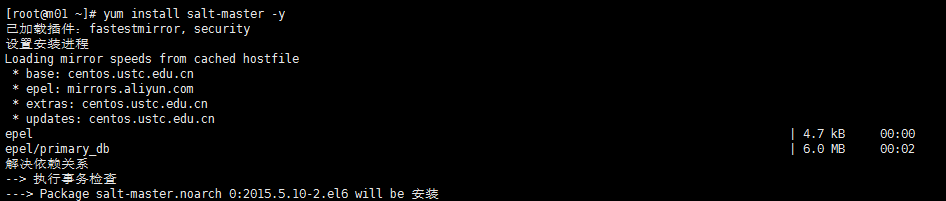 [root@m01 ~]# yum install salt-master -y
已加载插件：fastestmirror, security
设置安装进程
Loading mirror speeds from cached hostfile
 * base: centos.ustc.edu.cn
 * epel: mirrors.aliyun.com
 * extras: centos.ustc.edu.cn
 * updates: centos.ustc.edu.cn
epel | 4.7 kB 00:00
epel/primary_db | 6.0 MB 00:02
解决依赖关系
--> 执行事务检查
---> Package salt-master.noarch 0:2015.5.10-2.el6 will be 安装